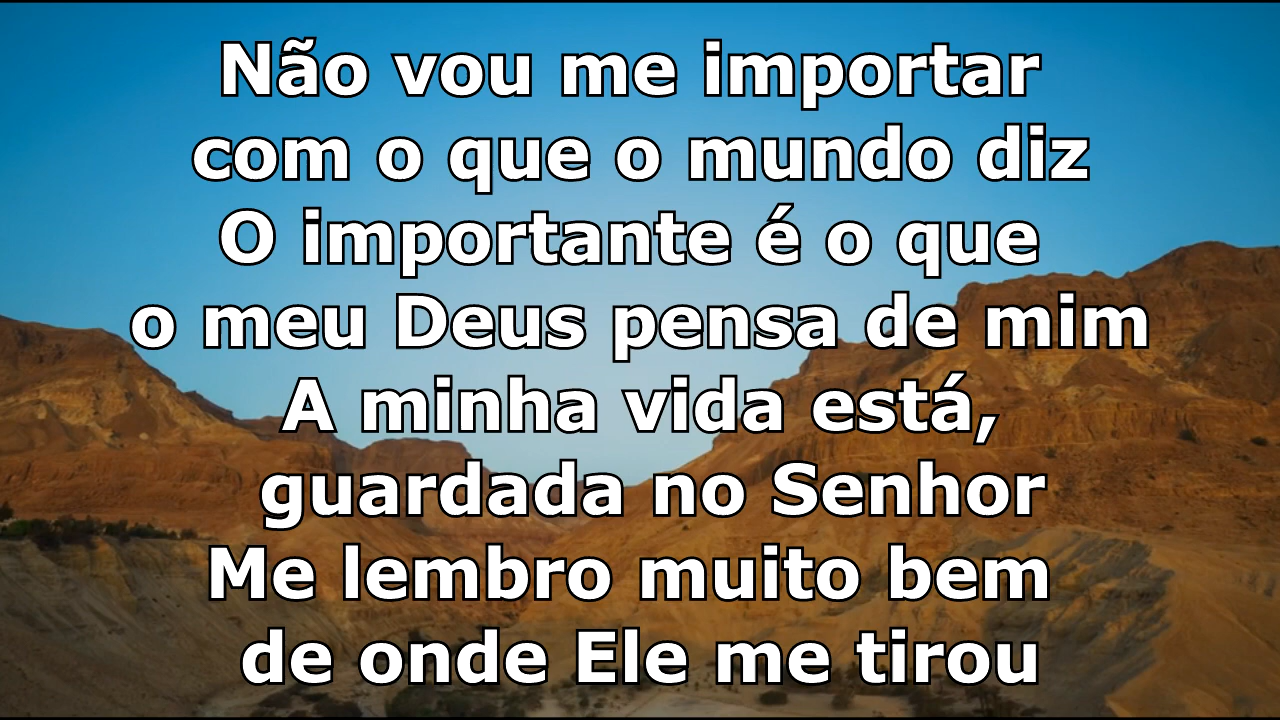 Não vou me importar
com o que o mundo diz
O importante é o que
o meu Deus pensa de mim
A minha vida está,
guardada no Senhor
Me lembro muito bem
de onde Ele me tirou